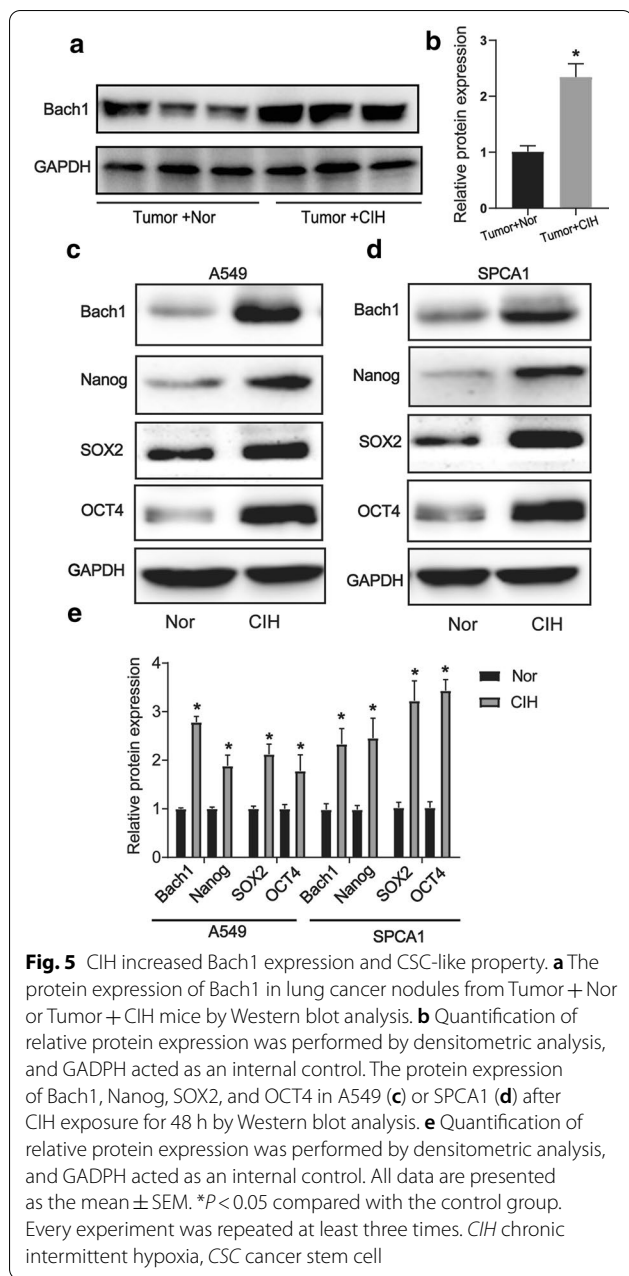 a
Bach1
GAPDH
Tumor +Nor
Tumor +CIH
b
Relative protein expression
3
2
1
0
*
Tumor+Nor
Tumor+CIH
c
A549
Bach1
Nanog
SOX2
OCT4
GAPDH
Nor
CIH
d
SPCA1
Bach1
Nanog
SOX2
OCT4
GAPDH
Nor
CIH
e
Relative protein expression
4
3
2
1
0
Nor
CIH
* * * * * * * *
Bach1 Nanog SOX2 OCT4 Bach1 Nanog SOX2 OCT4
A549
SPCA1
Fig. 5 CIH increased Bach1 expression and CSC-like property. a The
protein expression of Bach1 in lung cancer nodules from Tumor + Nor
or Tumor + CIH mice by Western blot analysis. b Quantification of
relative protein expression was performed by densitometric analysis,
and GADPH acted as an internal control. The protein expression
of Bach1, Nanog, SOX2, and OCT4 in A549 (c) or SPCA1 (d) after
CIH exposure for 48 h by Western blot analysis. e Quantification of
relative protein expression was performed by densitometric analysis,
and GADPH acted as an internal control. All data are presented
as the mean ± SEM. *P < 0.05 compared with the control group.
Every experiment was repeated at least three times. CIH chronic
intermittent hypoxia, CSC cancer stem cell